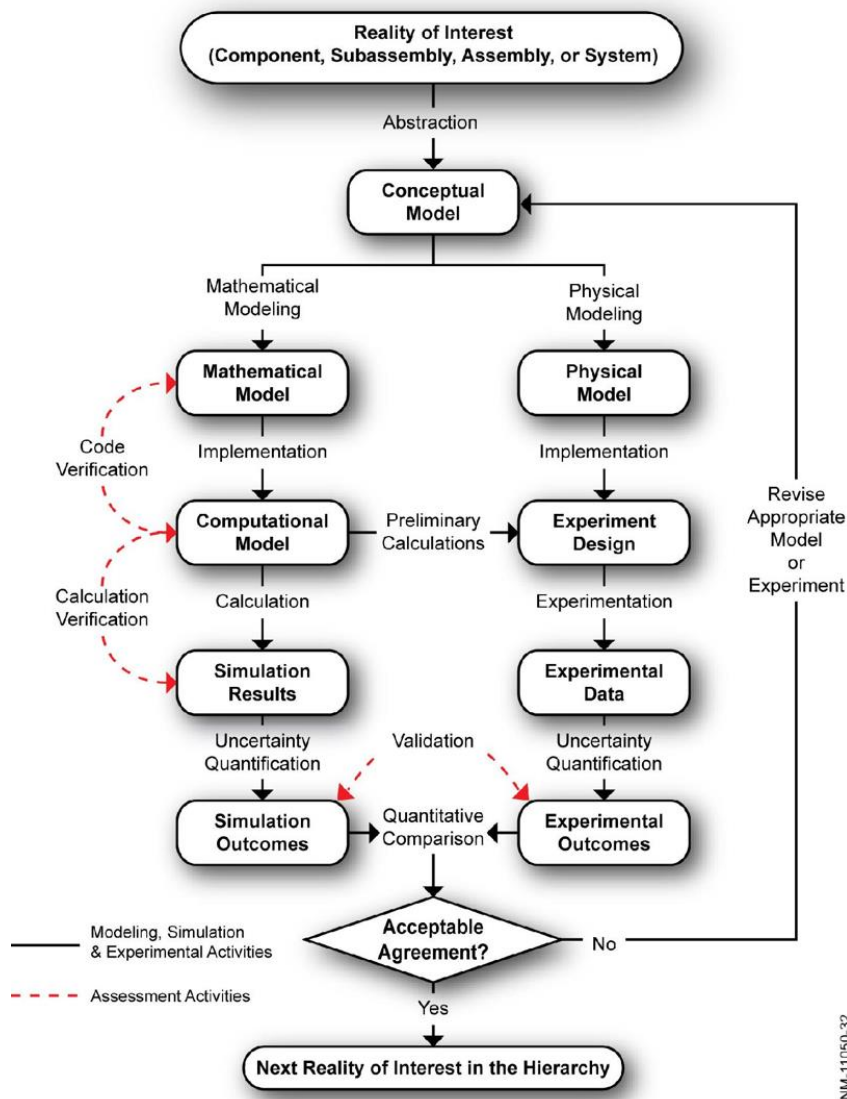 Reality of Interest
(Component, Subassembly, Assembly, or System)
Abstraction
Conceptual
Model
Mathematical
Modeling
Physical
Modeling
Mathematical
Model
Physical
Model
Code
Verification
Implementation
Implementation
Revise
Appropriate
Model
or
Experiment
Computational
Model
Preliminary
Calculations
Experiment
Design
Calculation
Verification
Calculation
Experimentation
Simulation
Results
Experimental
Data
Uncertainty
Quantification
Validation
Uncertainty
Quantification
Simulation
Outcomes
Quantitative
Comparison
Experimental
Outcomes
Modeling, Simulation
& Experimental Activities
Acceptable
Agreement?
No
Assessment Activities
Yes
Next Reality of Interest in the Hierarchy
NM-11050-32